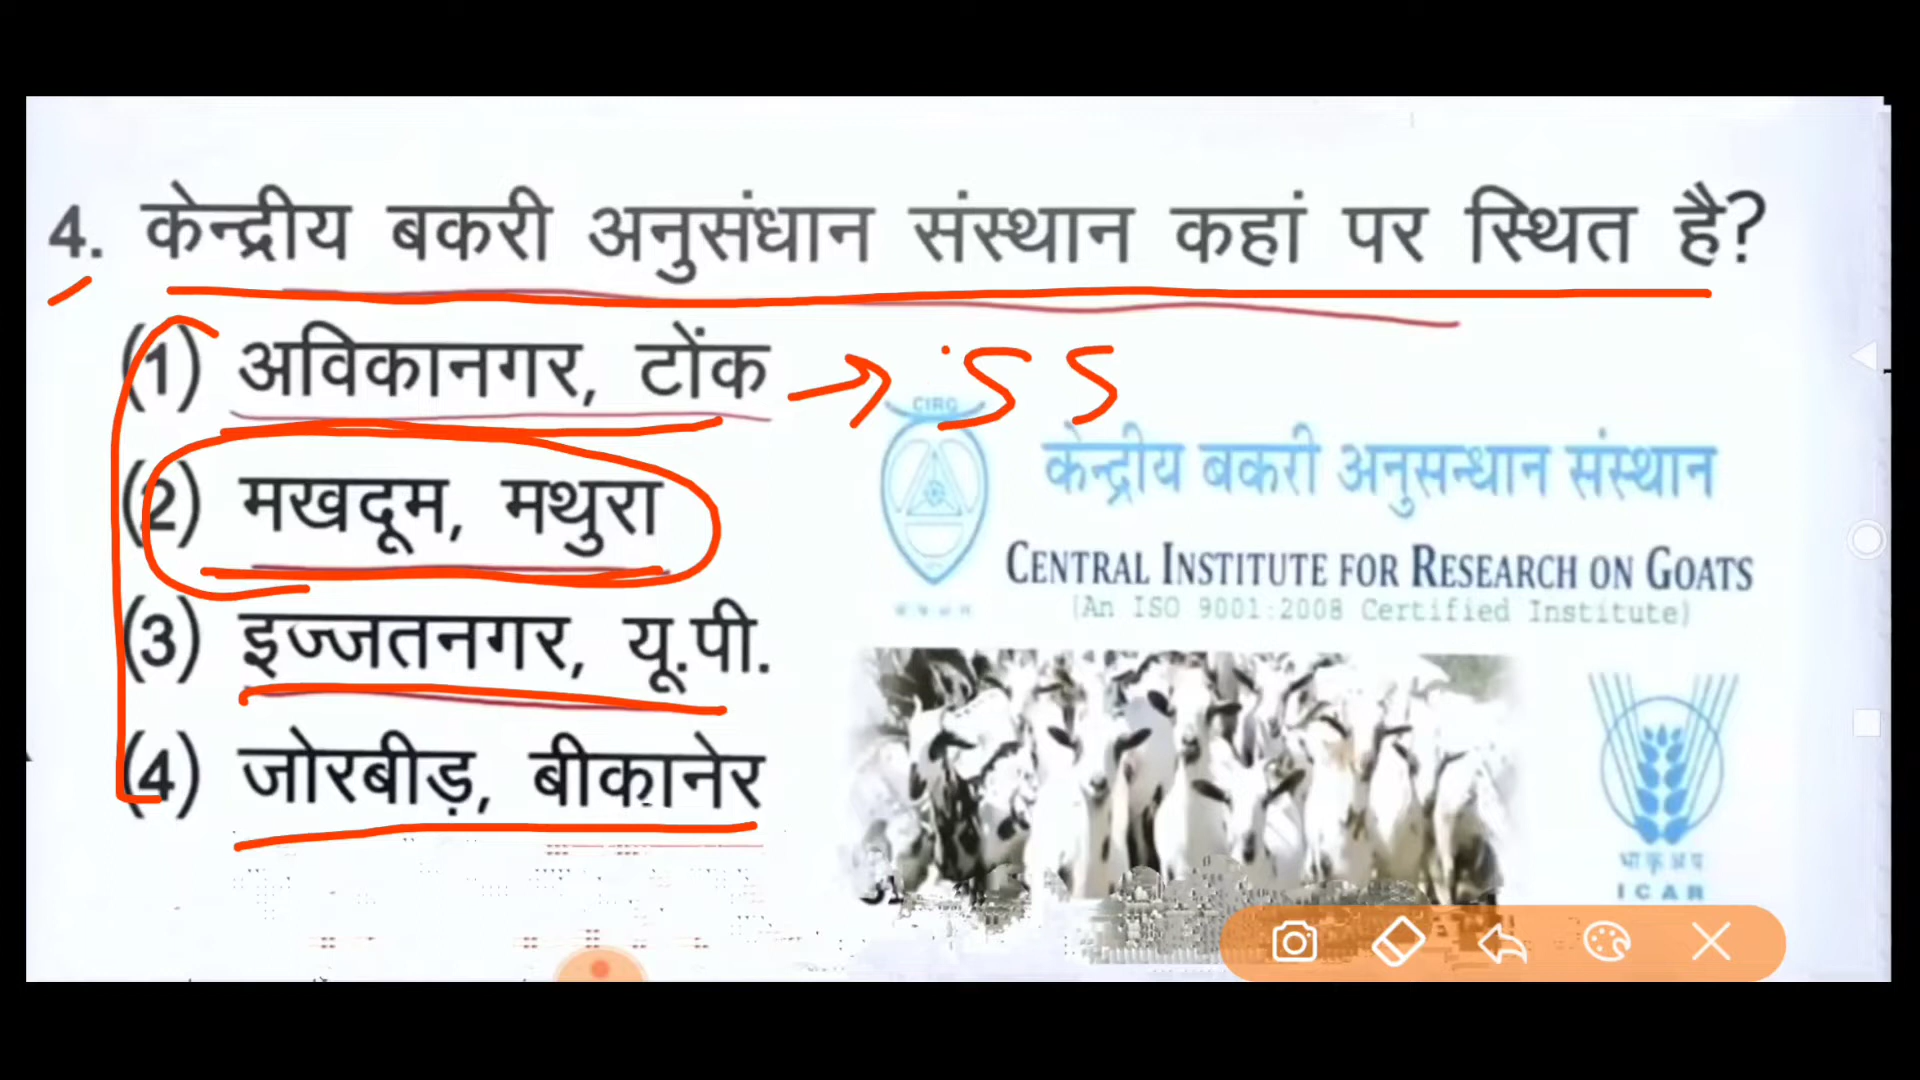 4. केन्द्रीय बकरी अनुसंधान संस्थान कहां पर स्थित है?
(1) अविकानगर, टोंक
(2) मखदूम, मथुरा
(3) इज्जतनगर, यू.पी.
(4) जोरबीड़, बीकानेर
CIRG
केन्द्रीय बकरी अनुसन्धान संस्थान
CENTRAL INSTITUTE FOR RESEARCH ON GOATS
(An ISO 9001:2008 Certified Institute)
भाकृअप
ICAR